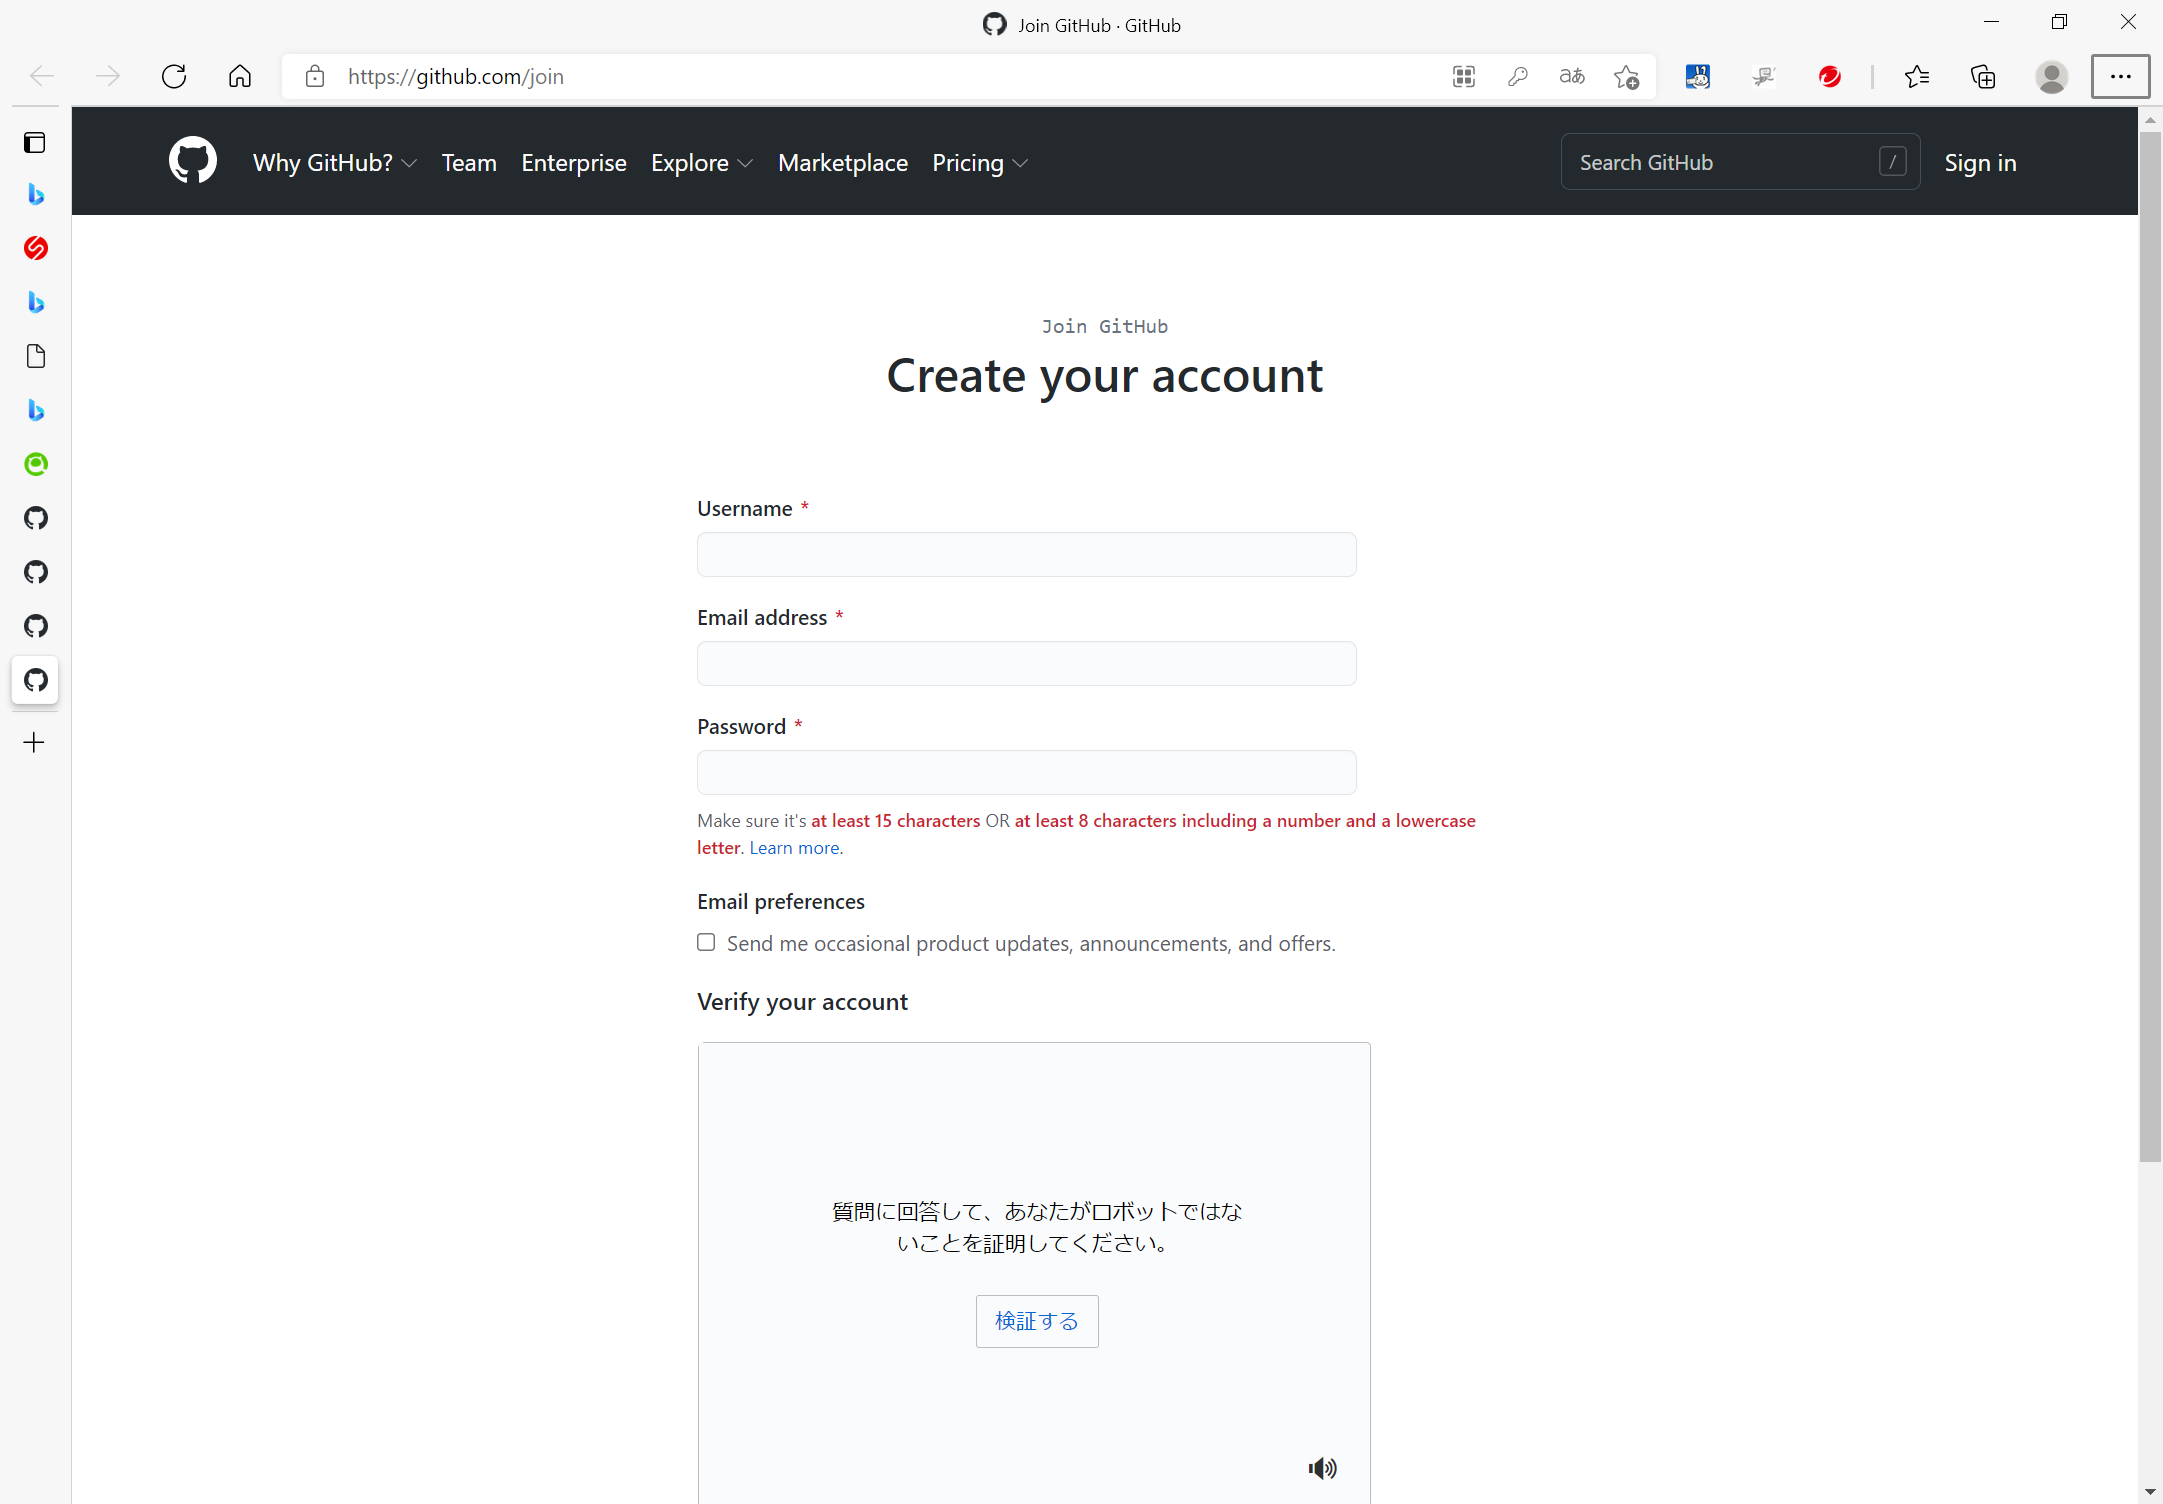 Join GitHub · GitHub
https://github.com/join
aあ
Why GitHub? Team Enterprise Explore Marketplace Pricing
Search GitHub /
Sign in
Join GitHub
Create your account
Username *
Email address *
Password *
Make sure it's at least 15 characters OR at least 8 characters including a number and a lowercase
letter. Learn more.
Email preferences
Send me occasional product updates, announcements, and offers.
Verify your account
質問に回答して、あなたがロボットではな
いことを証明してください。
検証する